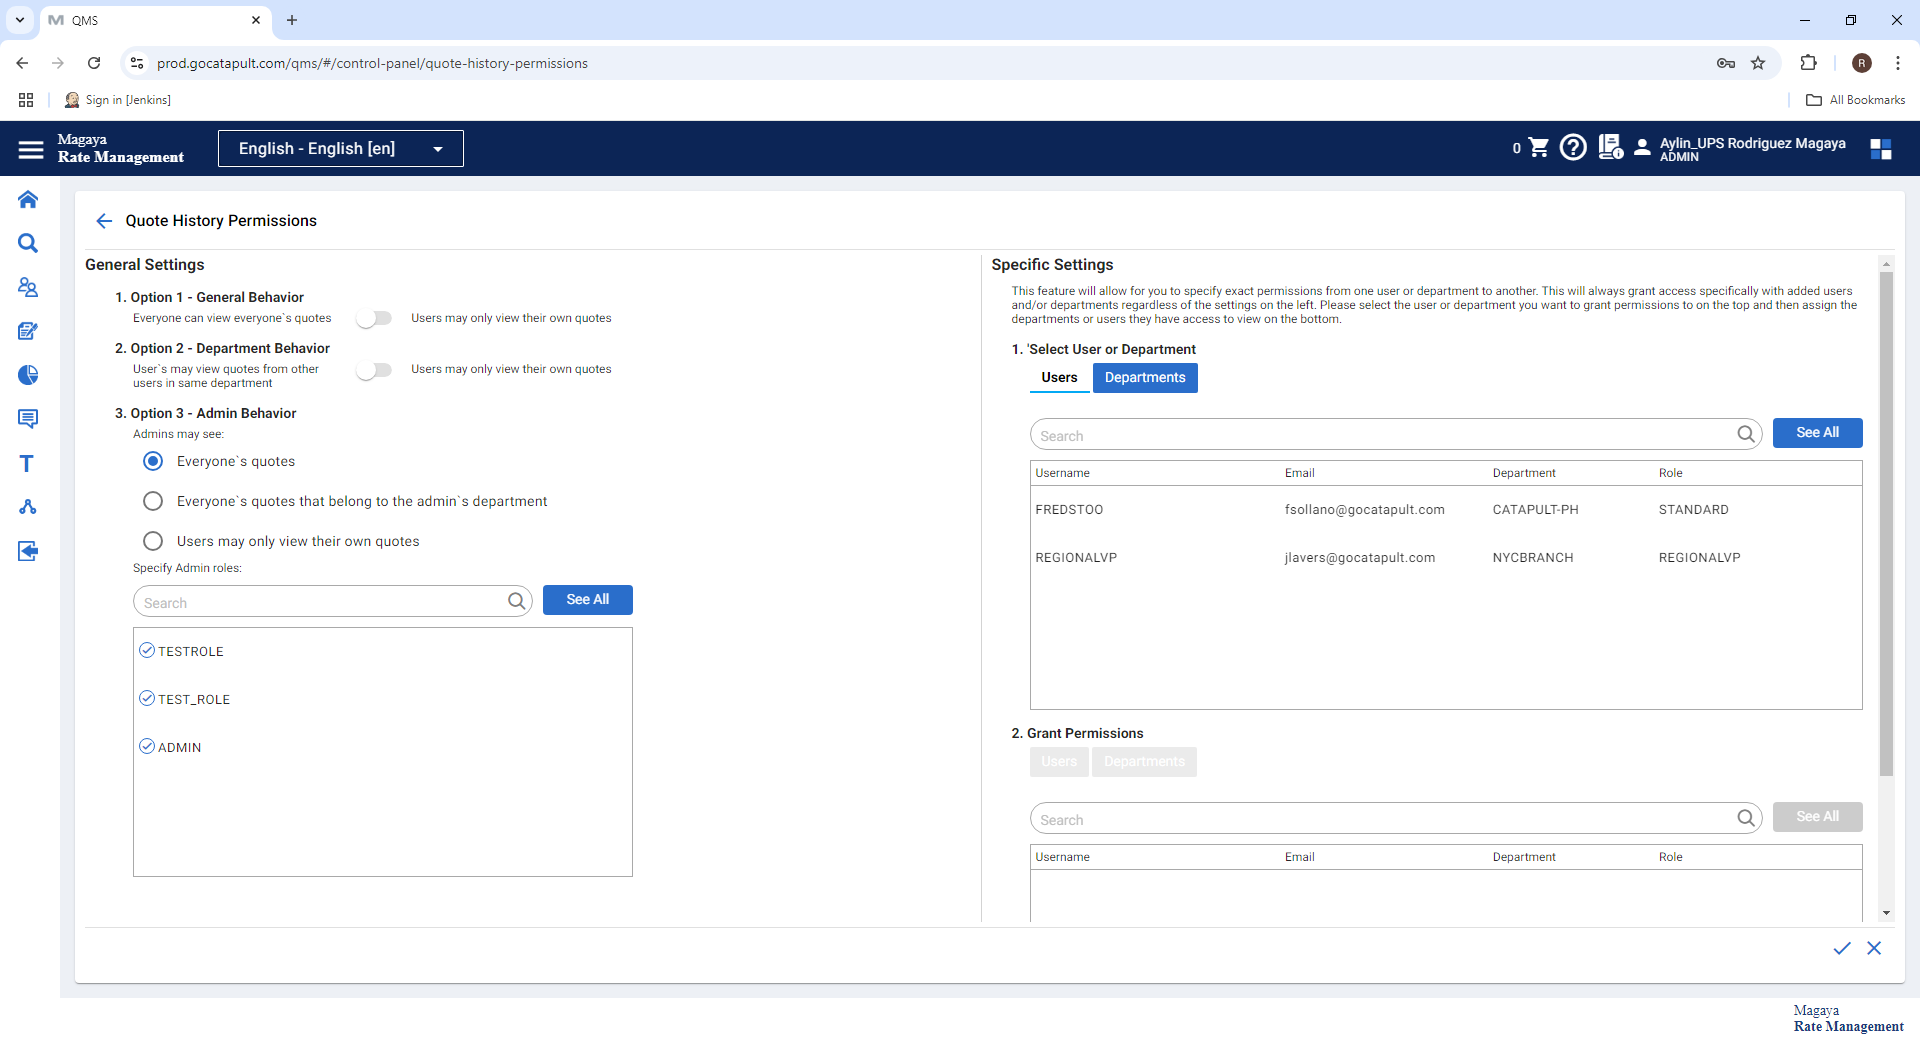 QMS
prod.gocatapult.com/qms/#/control-panel/quote-history-permissions
R
Sign in [Jenkins]
All Bookmarks
Magaya
Rate Management
English - English [en]
0
Aylin_UPS Rodriguez Magaya
ADMIN
Quote History Permissions
General Settings
1. Option 1 - General Behavior
Everyone can view everyone`s quotes
Users may only view their own quotes
2. Option 2 - Department Behavior
User`s may view quotes from other
users in same department
Users may only view their own quotes
3. Option 3 - Admin Behavior
Admins may see:
Everyone`s quotes
Everyone`s quotes that belong to the admin`s department
Users may only view their own quotes
Specify Admin roles:
Search
See All
TESTROLE
TEST_ROLE
ADMIN
Specific Settings
This feature will allow for you to specify exact permissions from one user or department to another. This will always grant access specifically with added users
and/or departments regardless of the settings on the left. Please select the user or department you want to grant permissions to on the top and then assign the
departments or users they have access to view on the bottom.
1. 'Select User or Department
Users
Departments
Search
See All
Username Email Department Role
FREDSTOO fsollano@gocatapult.com CATAPULT-PH STANDARD
REGIONALVP jlavers@gocatapult.com NYCBRANCH REGIONALVP
2. Grant Permissions
Users
Departments
Search
See All
Username Email Department Role
Magaya
Rate Management